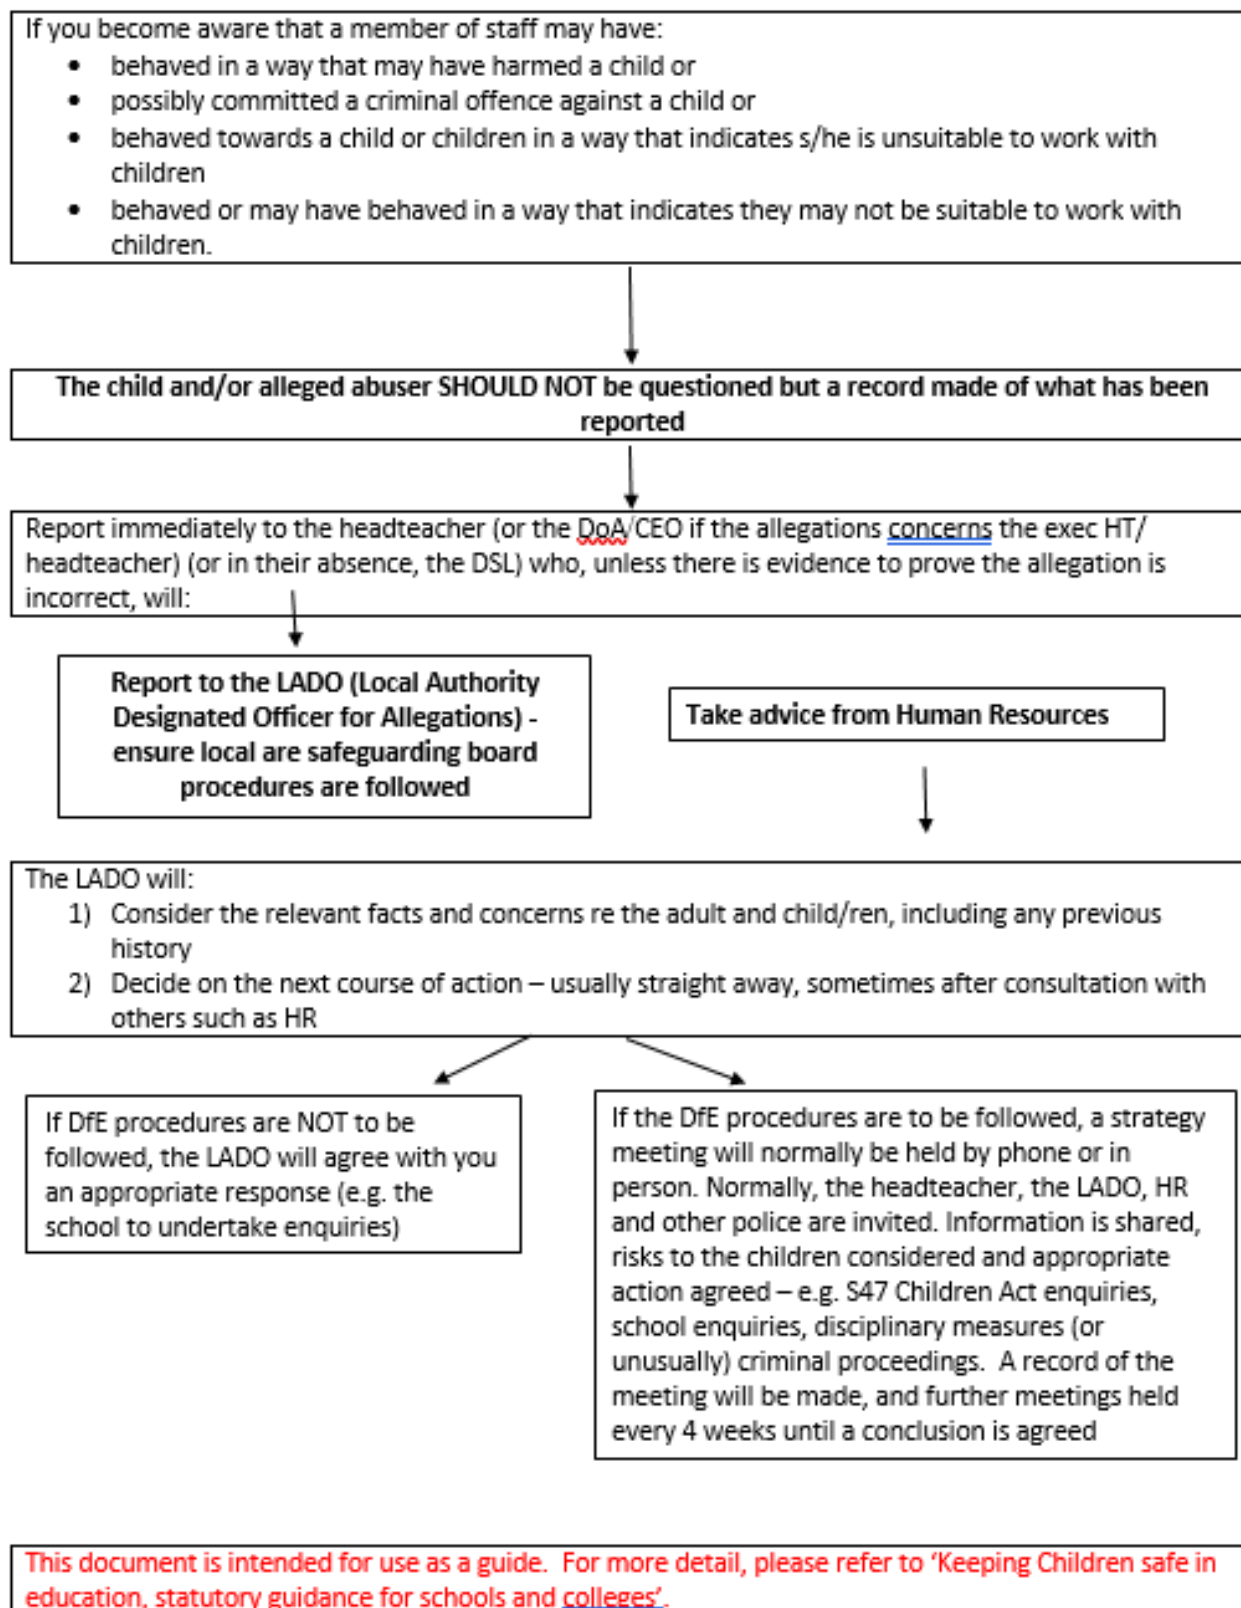 If you become aware that a member of staff may have:
• behaved in a way that may have harmed a child or
• possibly committed a criminal offence against a child or
• behaved towards a child or children in a way that indicates s/he is unsuitable to work with
children
• behaved or may have behaved in a way that indicates they may not be suitable to work with
children.
The child and/or alleged abuser SHOULD NOT be questioned but a record made of what has been
reported
Report immediately to the headteacher (or the DoA/CEO if the allegations concerns the exec HT/
headteacher) (or in their absence, the DSL) who, unless there is evidence to prove the allegation is
incorrect, will:
Report to the LADO (Local Authority
Designated Officer for Allegations) -
ensure local are safeguarding board
procedures are followed
Take advice from Human Resources
The LADO will:
1) Consider the relevant facts and concerns re the adult and child/ren, including any previous
history
2) Decide on the next course of action – usually straight away, sometimes after consultation with
others such as HR
If DfE procedures are NOT to be
followed, the LADO will agree with you
an appropriate response (e.g. the
school to undertake enquiries)
If the DfE procedures are to be followed, a strategy
meeting will normally be held by phone or in
person. Normally, the headteacher, the LADO, HR
and other police are invited. Information is shared,
risks to the children considered and appropriate
action agreed – e.g. S47 Children Act enquiries,
school enquiries, disciplinary measures (or
unusually) criminal proceedings.  A record of the
meeting will be made, and further meetings held
every 4 weeks until a conclusion is agreed
This document is intended for use as a guide.  For more detail, please refer to ‘Keeping Children safe in
education, statutory guidance for schools and colleges’.